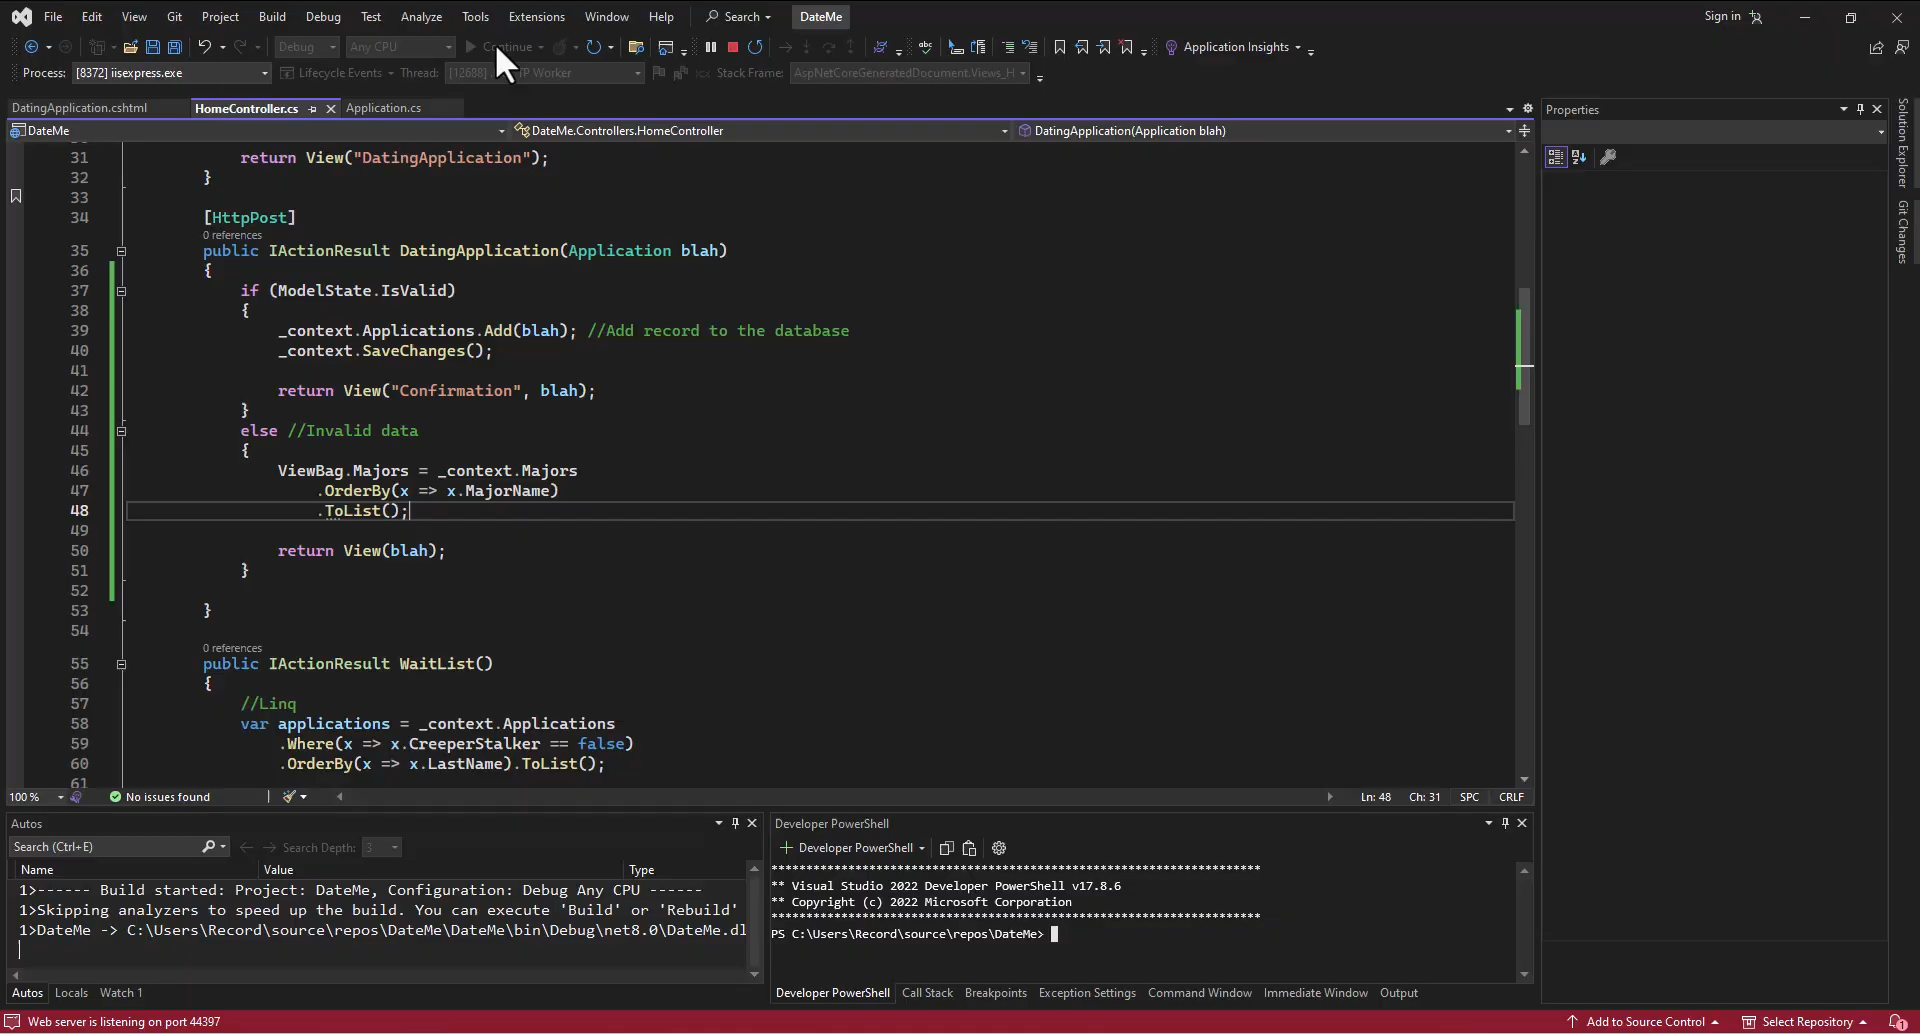 File Edit View Git Project Build Debug Test Analyze Tools Extensions Window Help Search DateMe Sign in
Debug Any CPU Continue Application Insights
Process: [8372] iisexpress.exe Lifecycle Events Thread: [12688] Worker Stack Frame: AspNetCoreGeneratedDocument.Views_H
DatingApplication.cshtml HomeController.cs Application.cs
DateMe DateMe.Controllers.HomeController DatingApplication(Application blah)
31 return View("DatingApplication");
32 }
33
34 [HttpPost]
0 references
35 public IActionResult DatingApplication(Application blah)
36 {
37 if (ModelState.IsValid)
38 {
39 _context.Applications.Add(blah); //Add record to the database
40 _context.SaveChanges();
41
42 return View("Confirmation", blah);
43 }
44 else //Invalid data
45 {
46 ViewBag.Majors = _context.Majors
47 .OrderBy(x => x.MajorName)
48 .ToList();
49
50 return View(blah);
51 }
52
53 }
54
0 references
55 public IActionResult WaitList()
56 {
57 //Linq
58 var applications = _context.Applications
59 .Where(x => x.CreeperStalker == false)
60 .OrderBy(x => x.LastName).ToList();
61
100 % No issues found Ln: 48 Ch: 31 SPC CRLF
Properties
Solution Explorer
Git Changes
Autos
Search (Ctrl+E) Search Depth: 3
Name Value Type
1>------ Build started: Project: DateMe, Configuration: Debug Any CPU ------
1>Skipping analyzers to speed up the build. You can execute 'Build' or 'Rebuild'
1>DateMe -> C:\Users\Record\source\repos\DateMe\DateMe\bin\Debug\net8.0\DateMe.dl
Autos Locals Watch 1
Developer PowerShell
+ Developer PowerShell
**********************************************************************
** Visual Studio 2022 Developer PowerShell v17.8.6
** Copyright (c) 2022 Microsoft Corporation
**********************************************************************
PS C:\Users\Record\source\repos\DateMe>
Developer PowerShell Call Stack Breakpoints Exception Settings Command Window Immediate Window Output
Web server is listening on port 44397 Add to Source Control Select Repository 1